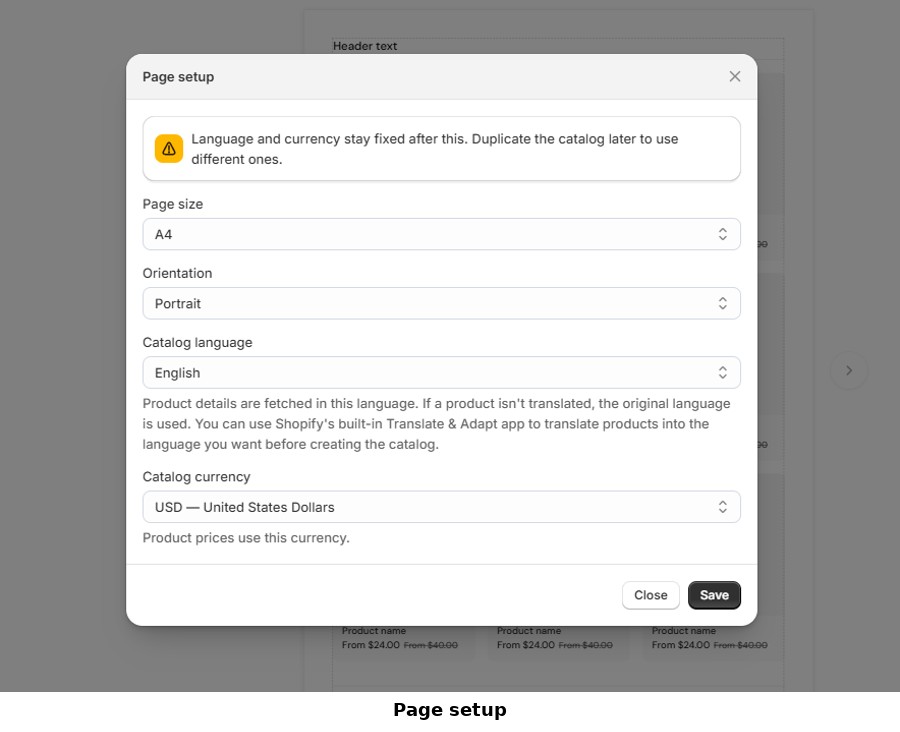 Header text
Page setup
Language and currency stay fixed after this. Duplicate the catalog later to use
different ones.
Page size
A4
Orientation
Portrait
Catalog language
English
Product details are fetched in this language. If a product isn't translated, the original language
is used. You can use Shopify's built-in Translate & Adapt app to translate products into the
language you want before creating the catalog.
Catalog currency
USD — United States Dollars
Product prices use this currency.
Close Save
Product name Product name Product name
From $24.00 From $40.00 From $24.00 From $40.00 From $24.00 From $40.00
Page setup